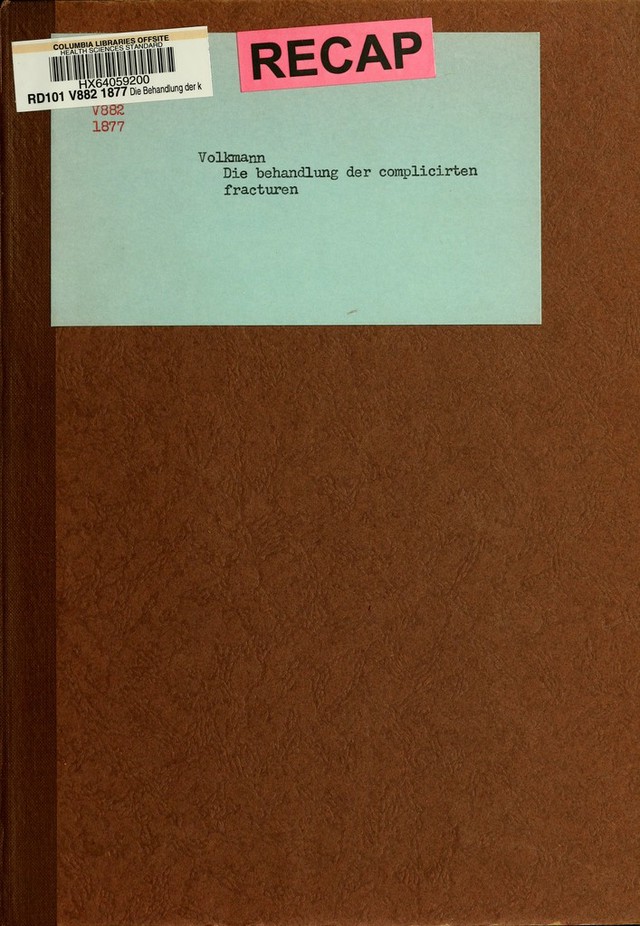 COLUMBIA LIBRARIES OFFSITE
HEALTH SCIENCES STANDARD
HX64059200
RD101 V882 1877 Die Behandlung der k
RECAP
V882
1877
Volkmann
Die behandlung der complicirten
fracturen